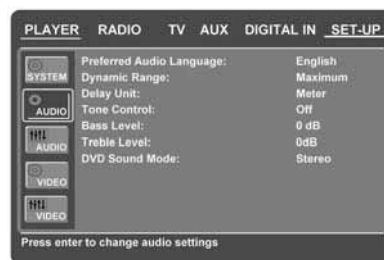 PLAYER RADIO TV AUX DIGITAL IN SET-UP
SYSTEM
AUDIO
AUDIO
VIDEO
VIDEO
Preferred Audio Language: English
Dynamic Range: Maximum
Delay Unit: Meter
Tone Control: Off
Bass Level: 0 dB
Treble Level: 0dB
DVD Sound Mode: Stereo
Press enter to change audio settings